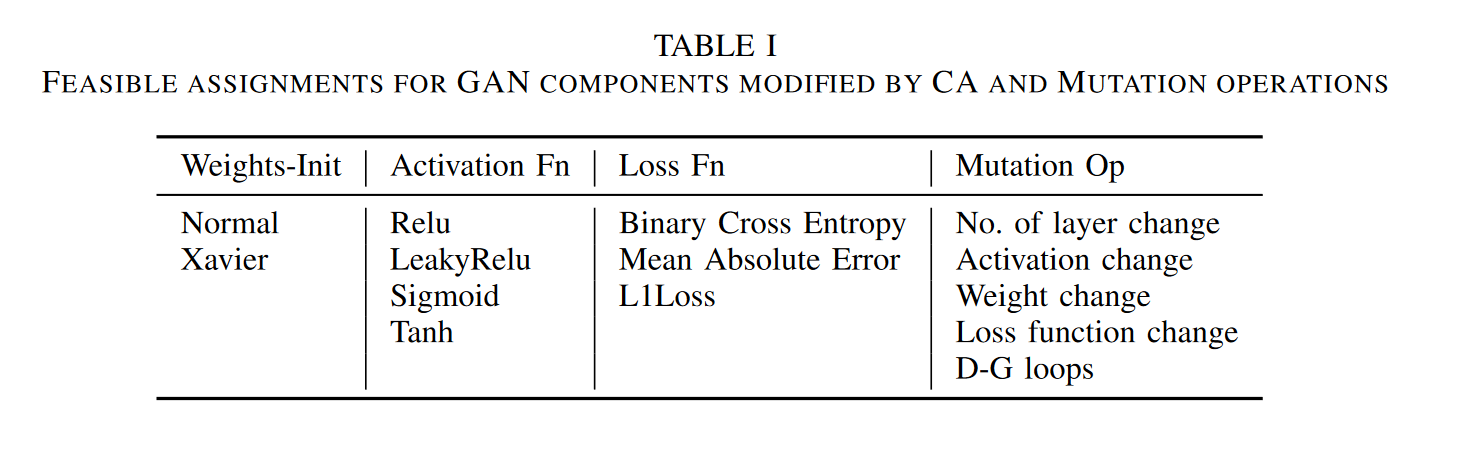 TABLE I
FEASIBLE ASSIGNMENTS FOR GAN COMPONENTS MODIFIED BY CA AND MUTATION OPERATIONS
Weights-Init Activation Fn Loss Fn Mutation Op
Normal Relu Binary Cross Entropy No. of layer change
Xavier LeakyRelu Mean Absolute Error Activation change
Sigmoid L1Loss Weight change
Tanh Loss function change
D-G loops